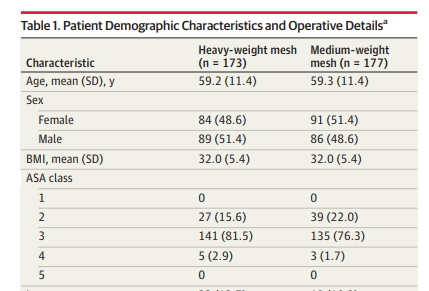 Table 1. Patient Demographic Characteristics and Operative Detailsa
Characteristic Heavy-weight mesh (n = 173) Medium-weight mesh (n = 177)
Age, mean (SD), y 59.2 (11.4) 59.3 (11.4)
Sex
Female 84 (48.6) 91 (51.4)
Male 89 (51.4) 86 (48.6)
BMI, mean (SD) 32.0 (5.4) 32.0 (5.4)
ASA class
1 0 0
2 27 (15.6) 39 (22.0)
3 141 (81.5) 135 (76.3)
4 5 (2.9) 3 (1.7)
5 0 0